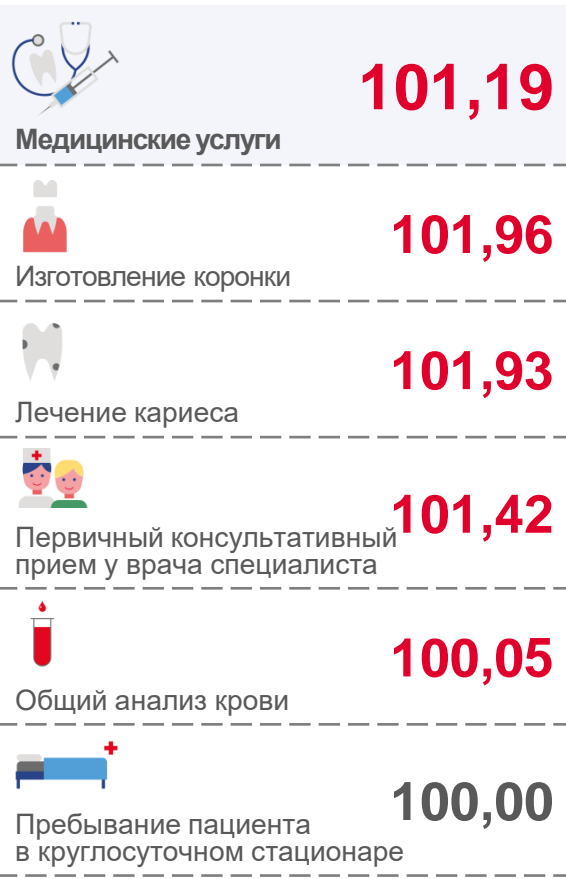 101,19
Медицинские услуги
101,96
Изготовление коронки
101,93
Лечение кариеса
101,42
Первичный консультативный
прием у врача специалиста
100,05
Общий анализ крови
100,00
Пребывание пациента
в круглосуточном стационаре